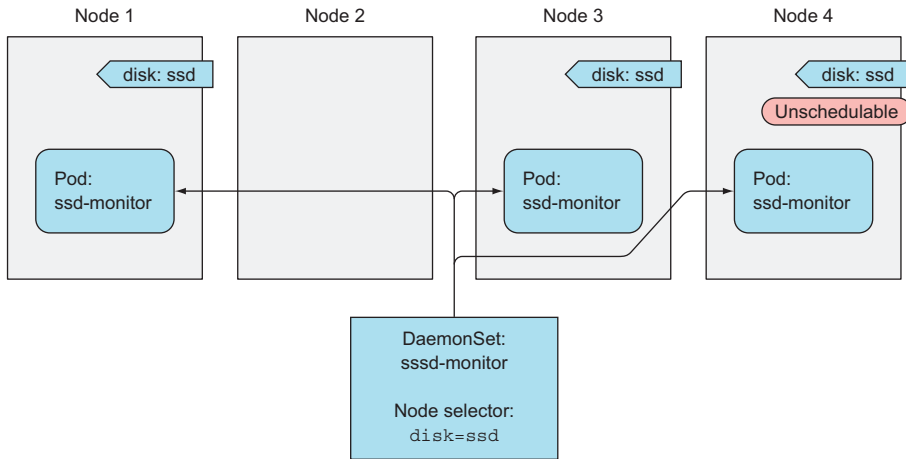 Node 1
Node 2
Node 3
Node 4
disk: ssd
disk: ssd
disk: ssd
Unschedulable
Pod:
ssd-monitor
Pod:
ssd-monitor
Pod:
ssd-monitor
DaemonSet:
sssd-monitor
Node selector:
disk=ssd